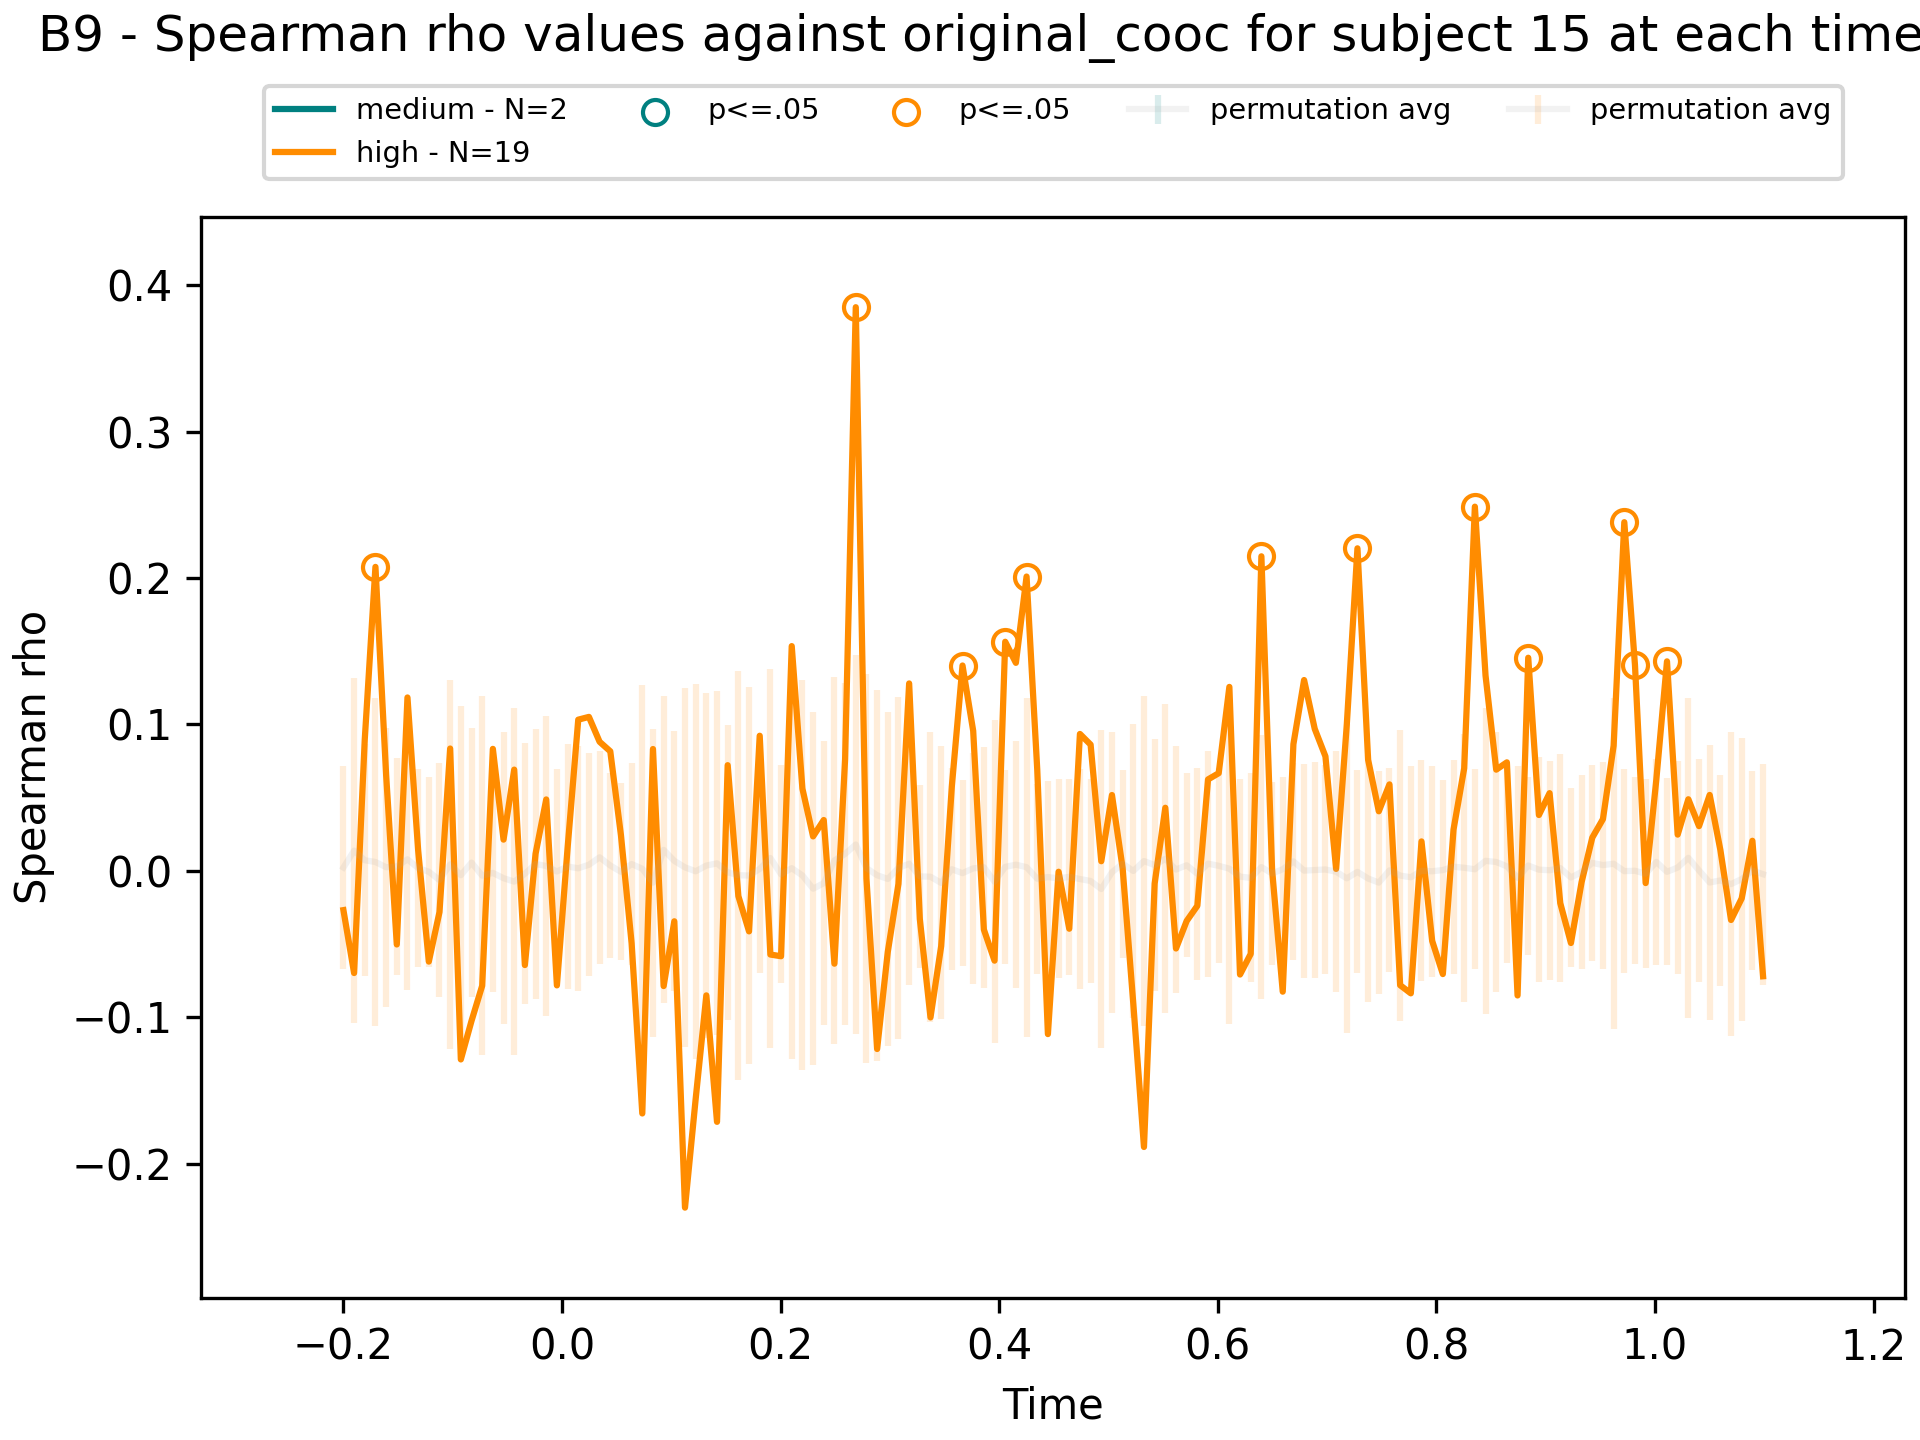 B9 - Spearman rho values against original_cooc for subject 15 at each time
medium - N=2
high - N=19
p<=.05
p<=.05
permutation avg
permutation avg
Spearman rho
0.4
0.3
0.2
0.1
0.0
−0.1
−0.2
−0.2 0.0 0.2 0.4 0.6 0.8 1.0 1.2
Time